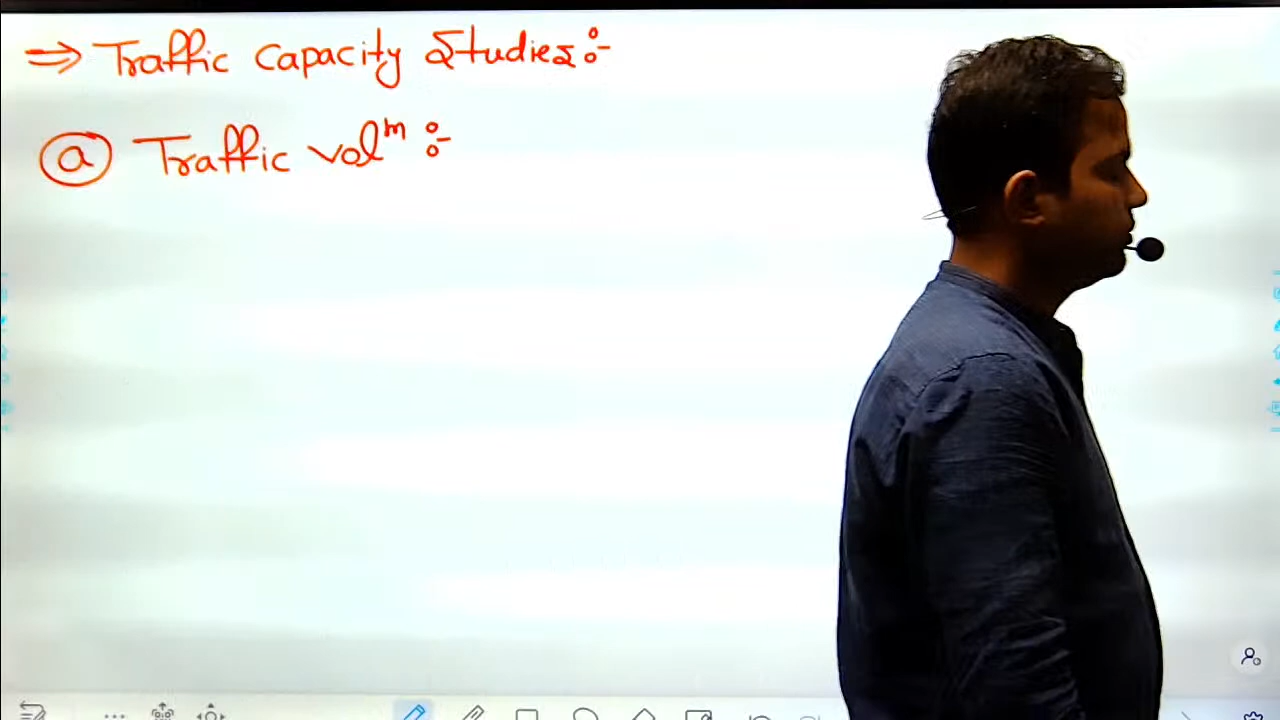 ⇒ Traffic Capacity Studies :-
(a) Traffic volᵐ :-